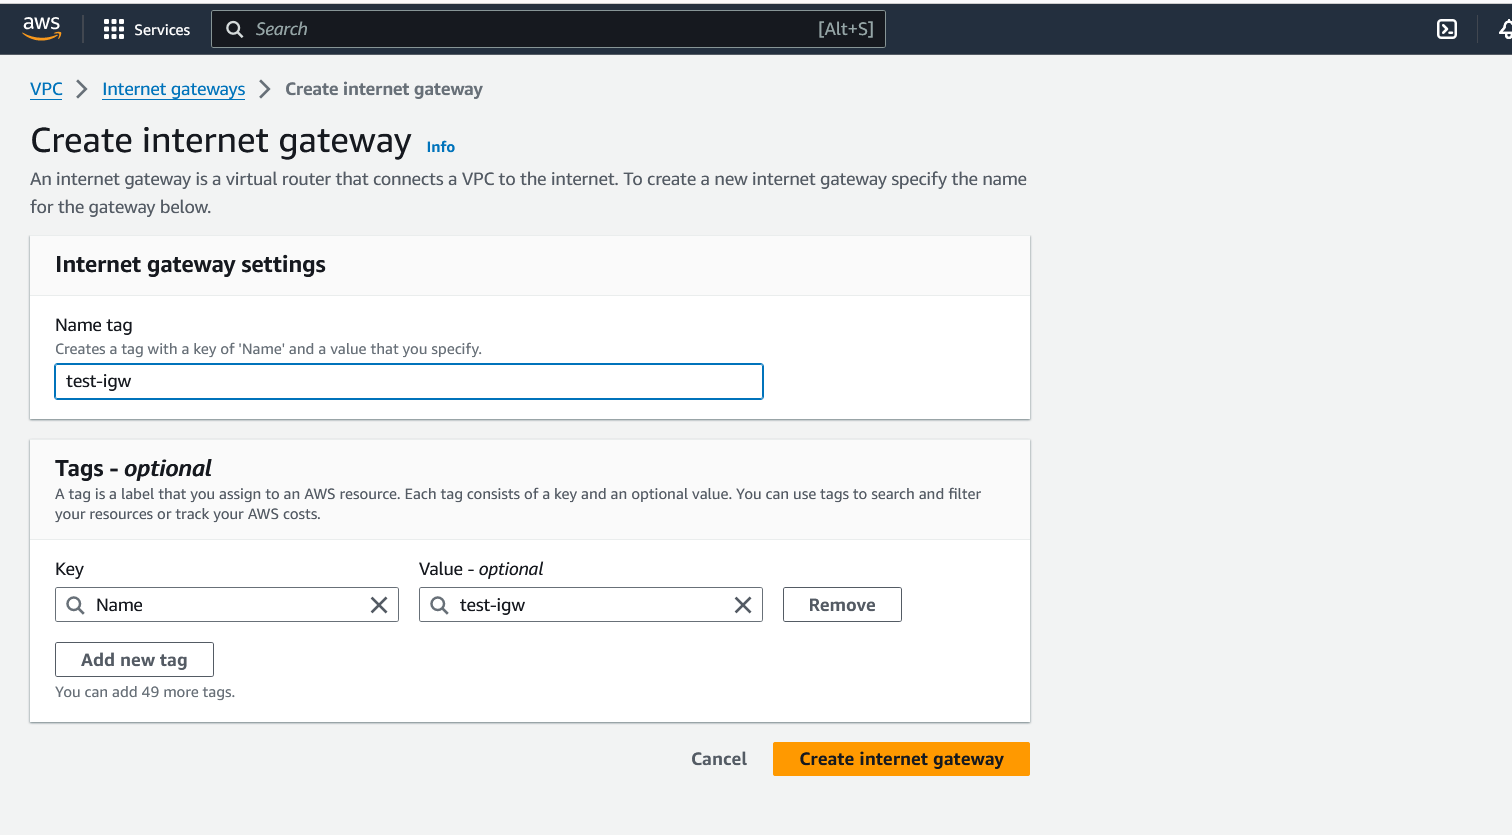 aws Services Search [Alt+S]
VPC Internet gateways Create internet gateway
Create internet gateway Info
An internet gateway is a virtual router that connects a VPC to the internet. To create a new internet gateway specify the name
for the gateway below.
Internet gateway settings
Name tag
Creates a tag with a key of 'Name' and a value that you specify.
test-igw
Tags - optional
A tag is a label that you assign to an AWS resource. Each tag consists of a key and an optional value. You can use tags to search and filter
your resources or track your AWS costs.
Key Value - optional
Name test-igw Remove
Add new tag
You can add 49 more tags.
Cancel Create internet gateway